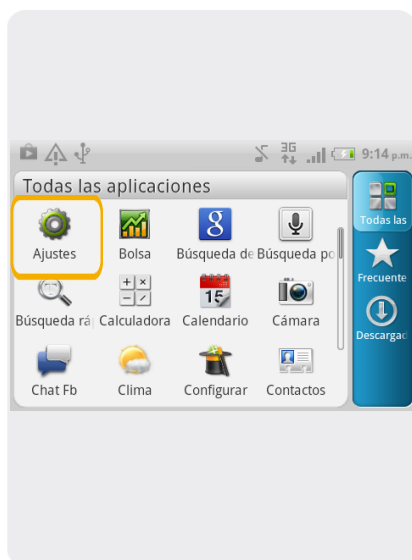 3G
9:14 p.m.
Todas las aplicaciones
Ajustes
Bolsa
Búsqueda de
Búsqueda po
Búsqueda rá
Calculadora
Calendario
15
Cámara
Chat Fb
Clima
Configurar
Contactos
Todas las
Frecuente
Descargad